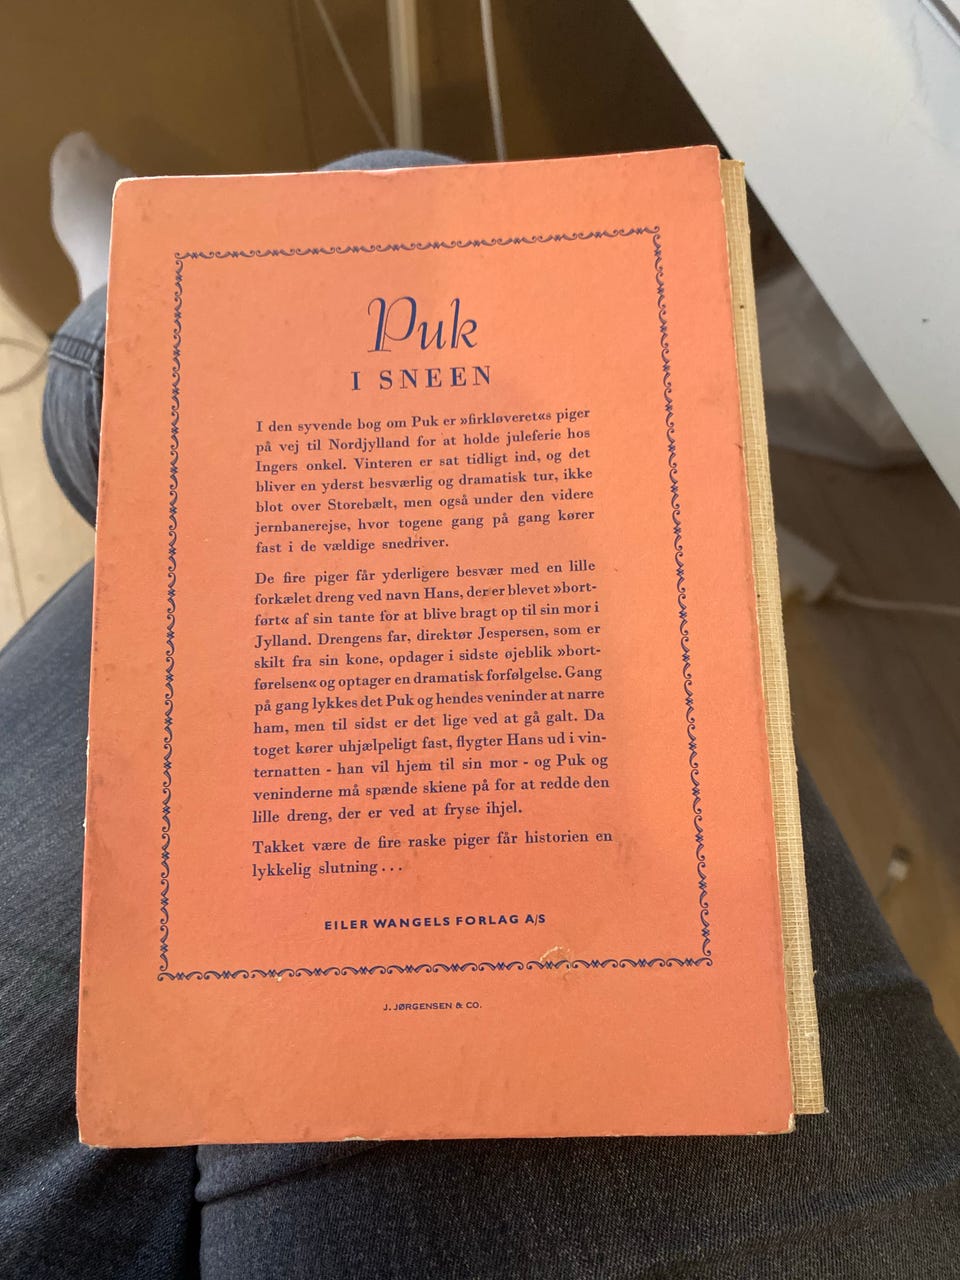 Puk
I SNEEN
I den syvende bog om Puk er »firkløveret«s piger
på vej til Nordjylland for at holde juleferie hos
Ingers onkel. Vinteren er sat tidligt ind, og det
bliver en yderst besværlig og dramatisk tur, ikke
blot over Storebælt, men også under den videre
jernbanerejse, hvor togene gang på gang kører
fast i de vældige snedriver.
De fire piger får yderligere besvær med en lille
forkælet dreng ved navn Hans, der er blevet »bort-
ført« af sin tante for at blive bragt op til sin mor i
Jylland. Drengens far, direktør Jespersen, som er
skilt fra sin kone, opdager i sidste øjeblik »bort-
førelsen« og optager en dramatisk forfølgelse. Gang
på gang lykkes det Puk og hendes veninder at narre
ham, men til sidst er det lige ved at gå galt. Da
toget kører uhjælpeligt fast, flygter Hans ud i vin-
ternatten - han vil hjem til sin mor - og Puk og
veninderne må spænde skiene på for at redde den
lille dreng, der er ved at fryse ihjel.
Takket være de fire raske piger får historien en
lykkelig slutning . . .
EILER WANGELS FORLAG A/S
J. JØRGENSEN & CO.